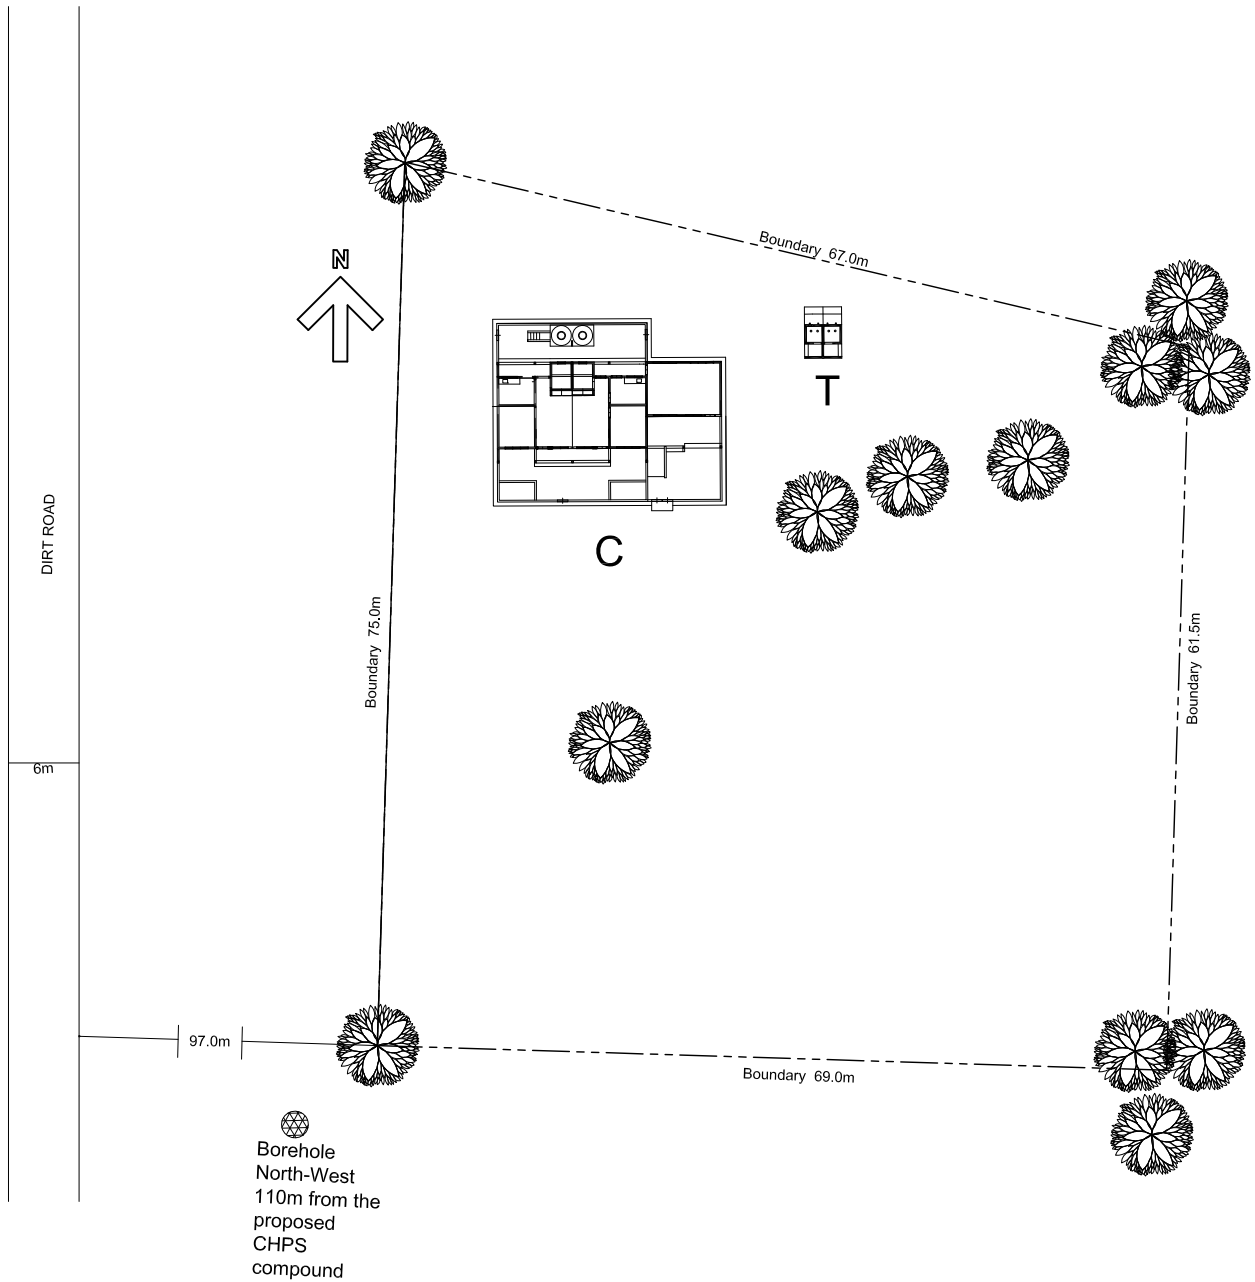 N
Boundary 67.0m
T
DIRT ROAD
C
Boundary 75.0m
Boundary 61.5m
6m
97.0m
Boundary 69.0m
Borehole
North-West
110m from the
proposed
CHPS
compound